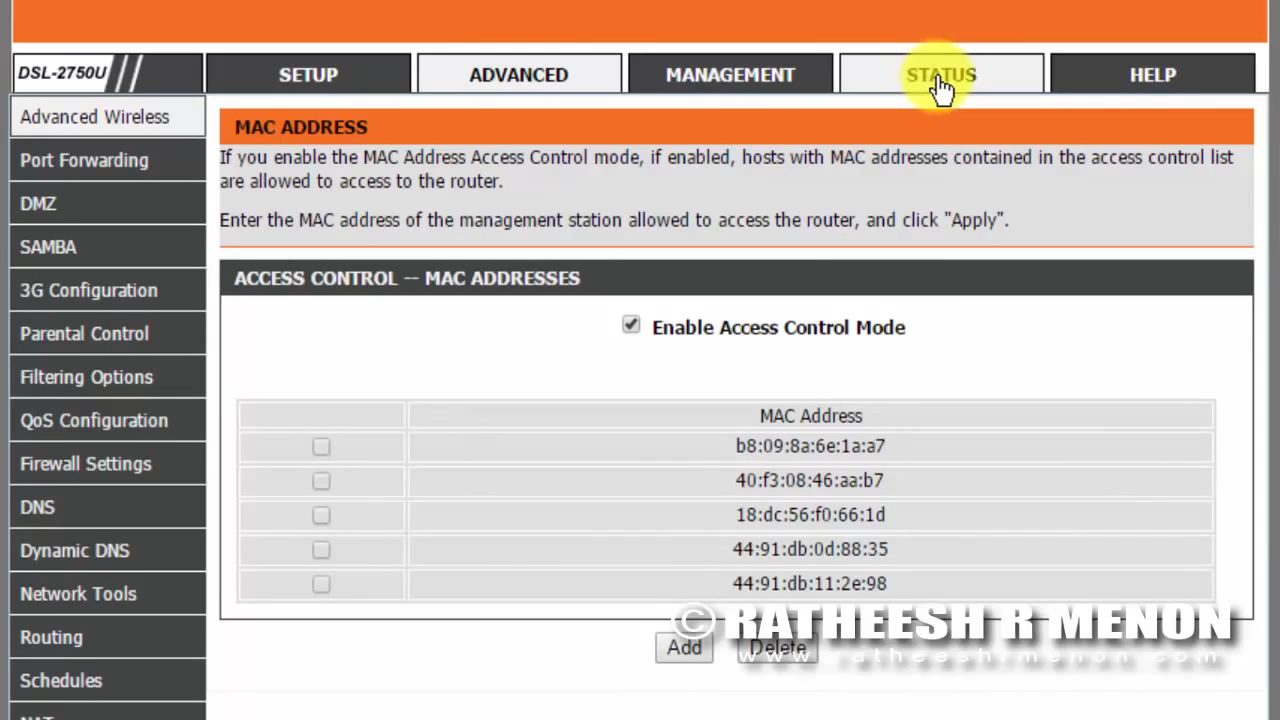 DSL-2750U
SETUP
ADVANCED
MANAGEMENT
STATUS
HELP
Advanced Wireless
Port Forwarding
DMZ
SAMBA
3G Configuration
Parental Control
Filtering Options
QoS Configuration
Firewall Settings
DNS
Dynamic DNS
Network Tools
Routing
Schedules
NAT
MAC ADDRESS
If you enable the MAC Address Access Control mode, if enabled, hosts with MAC addresses contained in the access control list
are allowed to access to the router.
Enter the MAC address of the management station allowed to access the router, and click "Apply".
ACCESS CONTROL -- MAC ADDRESSES
Enable Access Control Mode
MAC Address
b8:09:8a:6e:1a:a7
40:f3:08:46:aa:b7
18:dc:56:f0:66:1d
44:91:db:0d:88:35
44:91:db:11:2e:98
Add
Delete
© RATHEESH R MENON
www.ratheeshrmenon.com